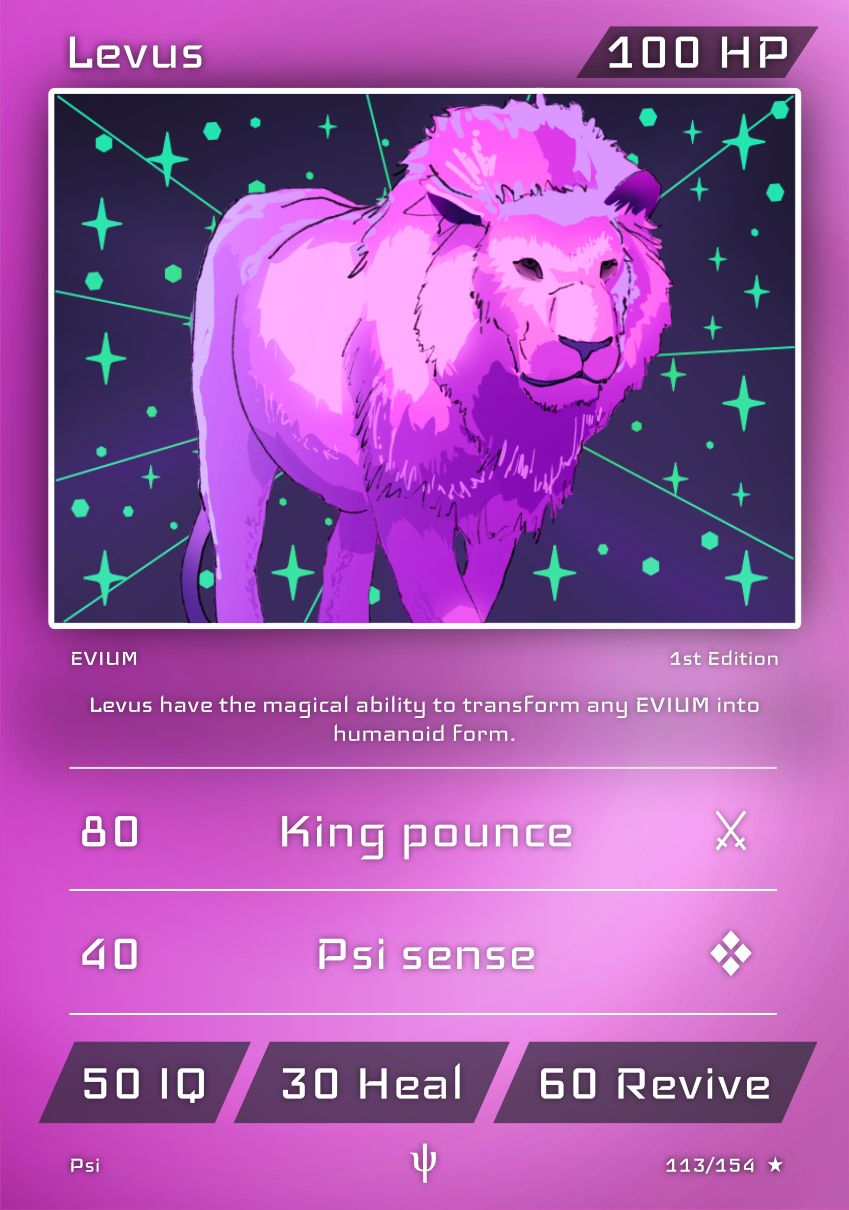 Levus
100 HP
EVIUM
1st Edition
Levus have the magical ability to transform any EVIUM into
humanoid form.
80 King pounce
40 Psi sense
50 IQ
30 Heal
60 Revive
Psi
ψ
113/154 ★